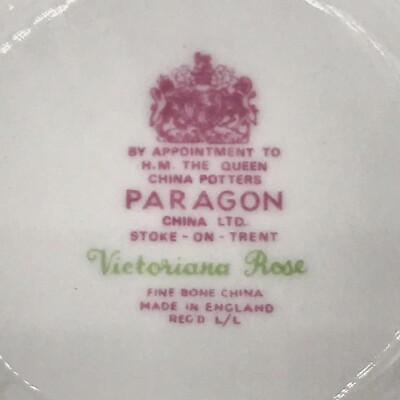 BY APPOINTMENT TO
H.M. THE QUEEN
CHINA POTTERS
PARAGON
CHINA LTD.
STOKE-ON-TRENT
Victoriana Rose
FINE BONE CHINA
MADE IN ENGLAND
REG'D L/L